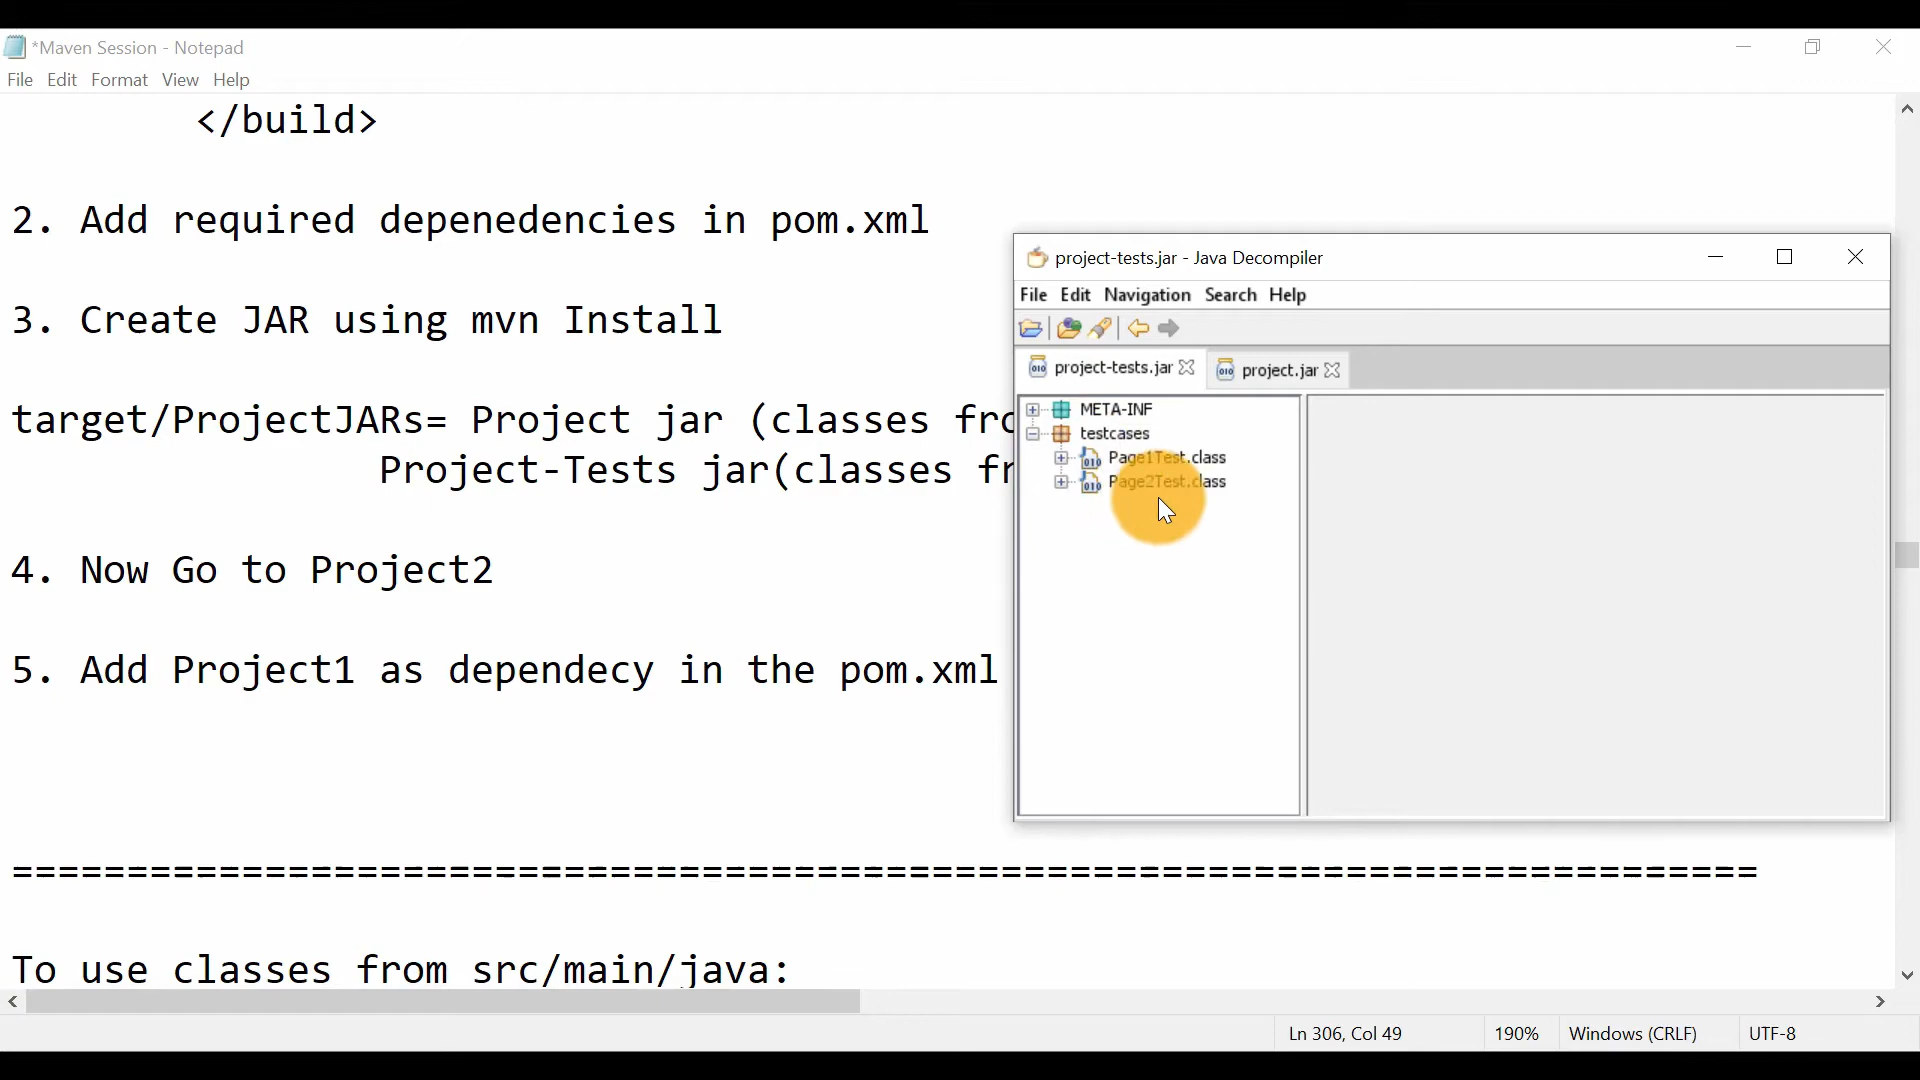 *Maven Session - Notepad
File Edit Format View Help
</build>
2. Add required depenedencies in pom.xml
3. Create JAR using mvn Install
target/ProjectJARs= Project jar (classes
Project-Tests jar(classes
4. Now Go to Project2
5. Add Project1 as dependecy in the pom.xml
========================================================================
To use classes from src/main/java:
Ln 306, Col 49 190% Windows (CRLF) UTF-8
project-tests.jar - Java Decompiler
File Edit Navigation Search Help
project-tests.jar project.jar
META-INF
testcases
Page1Test.class
Page2Test.class